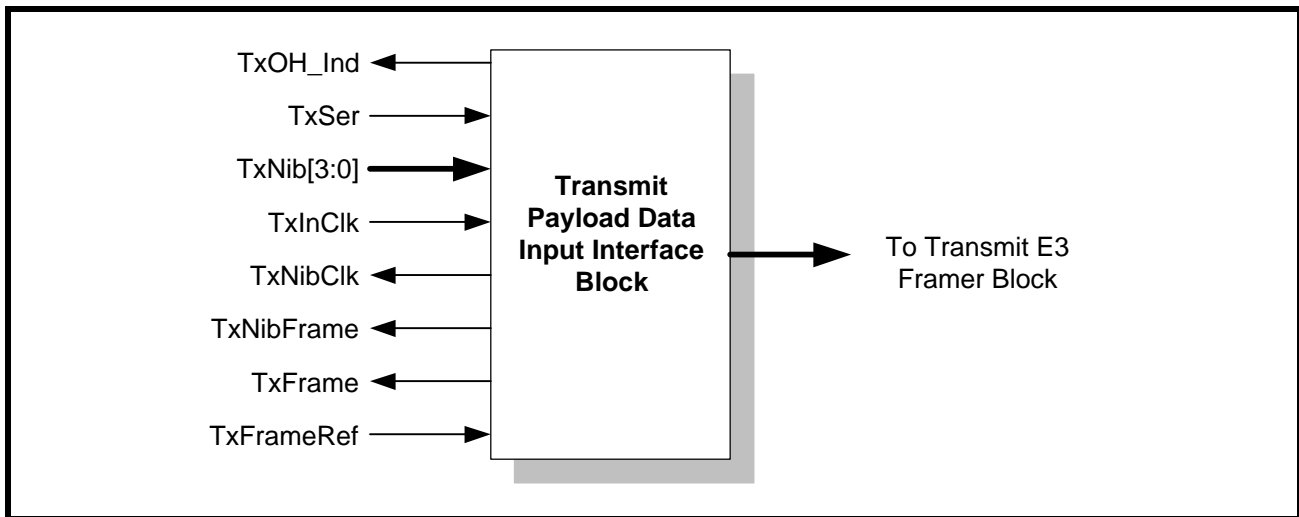 TxOH_Ind
TxSer
TxNib[3:0]
TxInClk
TxNibClk
TxNibFrame
TxFrame
TxFrameRef
Transmit
Payload Data
Input Interface
Block
To Transmit E3
Framer Block